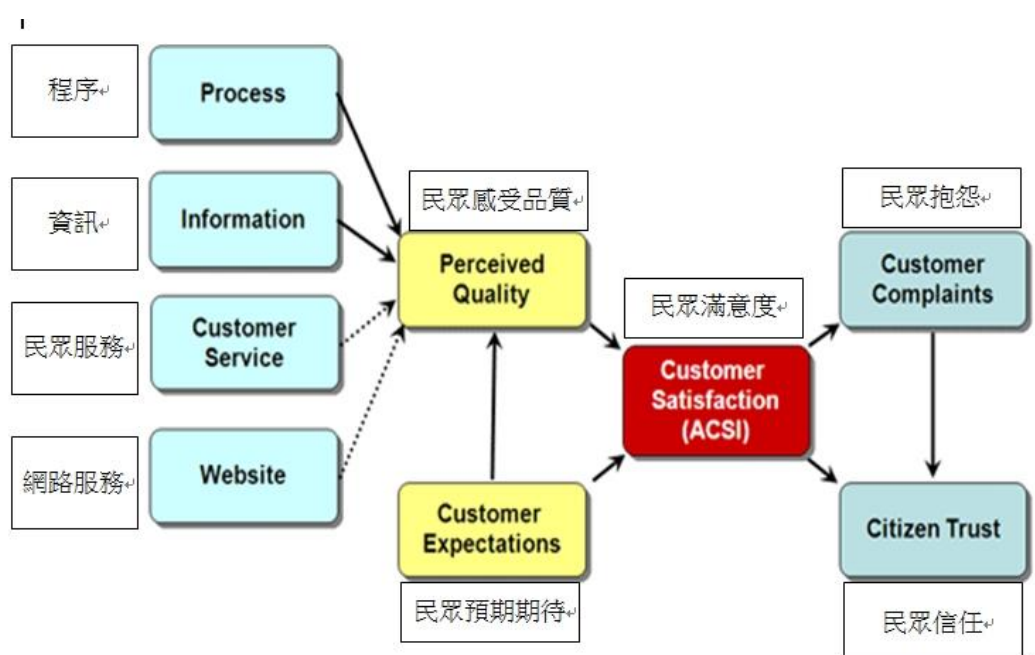 程序
Process
資訊
Information
民眾服務
Customer
Service
網路服務
Website
民眾感受品質
Perceived
Quality
Customer
Expectations
民眾預期期待
民眾滿意度
Customer
Satisfaction
(ACSI)
民眾抱怨
Customer
Complaints
Citizen Trust
民眾信任